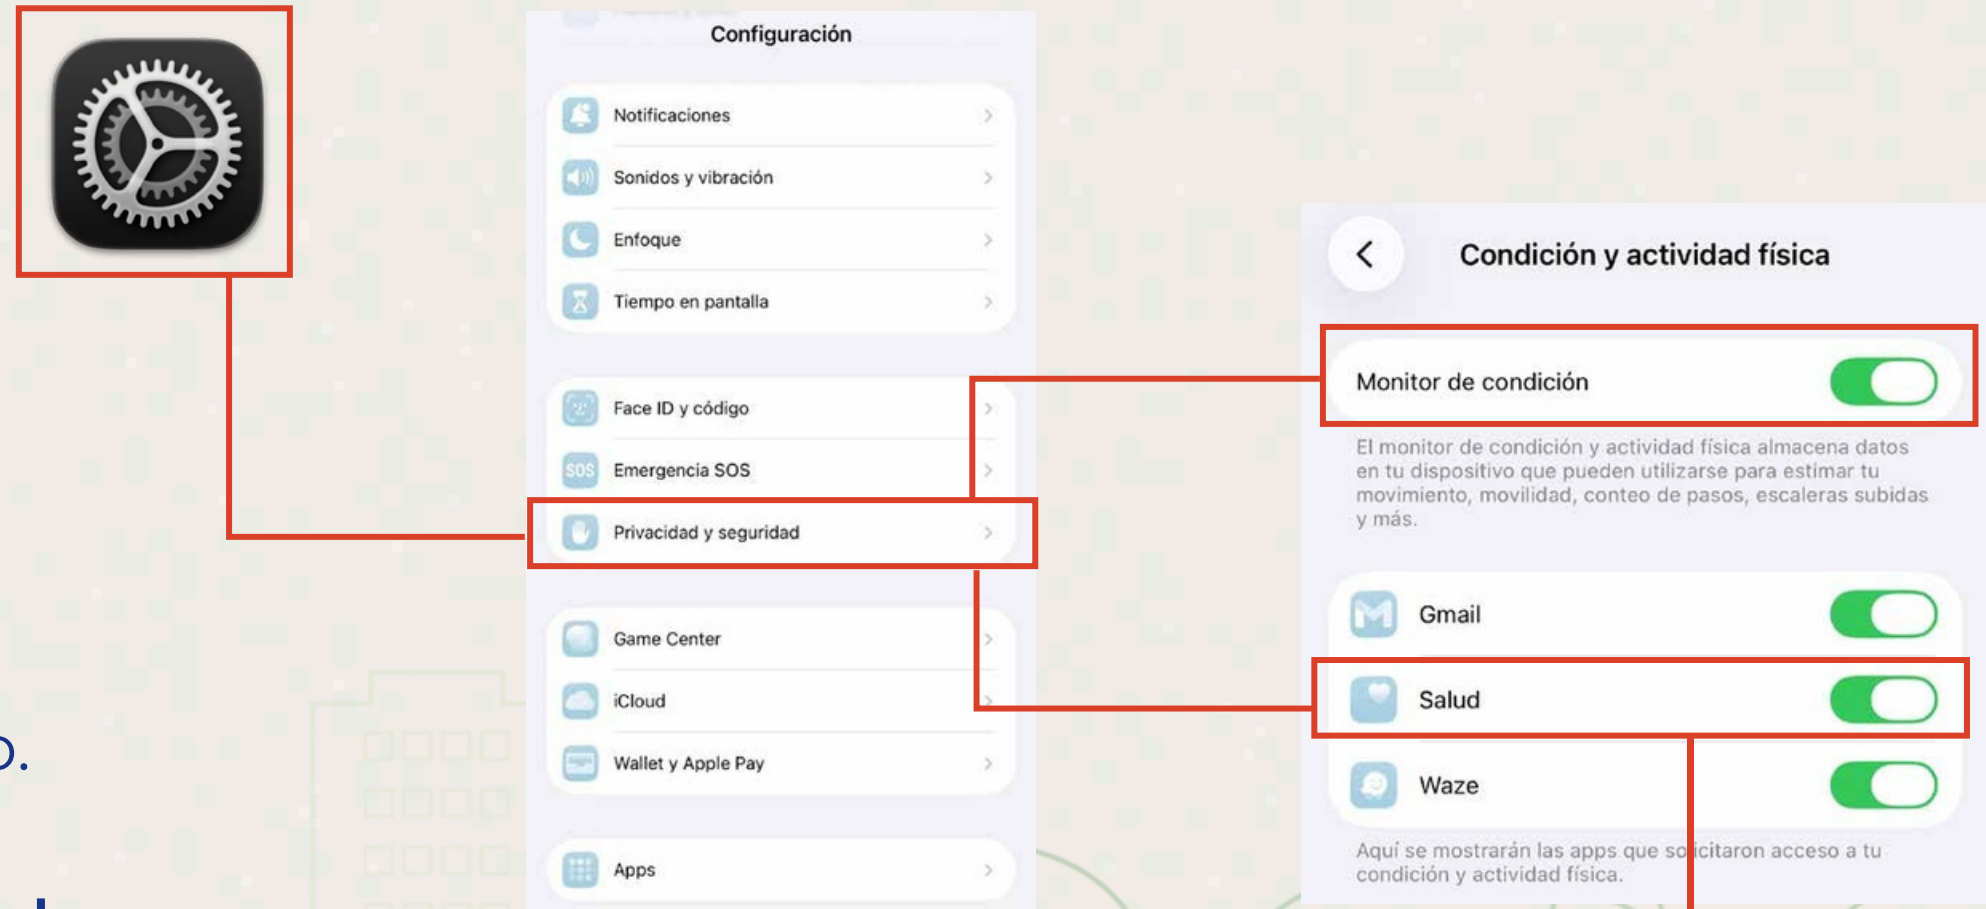 Configuración
Notificaciones
Sonidos y vibración
Enfoque
Tiempo en pantalla
Face ID y código
SOS
Emergencia SOS
Privacidad y seguridad
Game Center
iCloud
Wallet y Apple Pay
Apps
Condición y actividad física
Monitor de condición
El monitor de condición y actividad física almacena datos
en tu dispositivo que pueden utilizarse para estimar tu
movimiento, movilidad, conteo de pasos, escaleras subidas
y más.
Gmail
Salud
Waze
Aquí se mostrarán las apps que solicitaron acceso a tu
condición y actividad física.